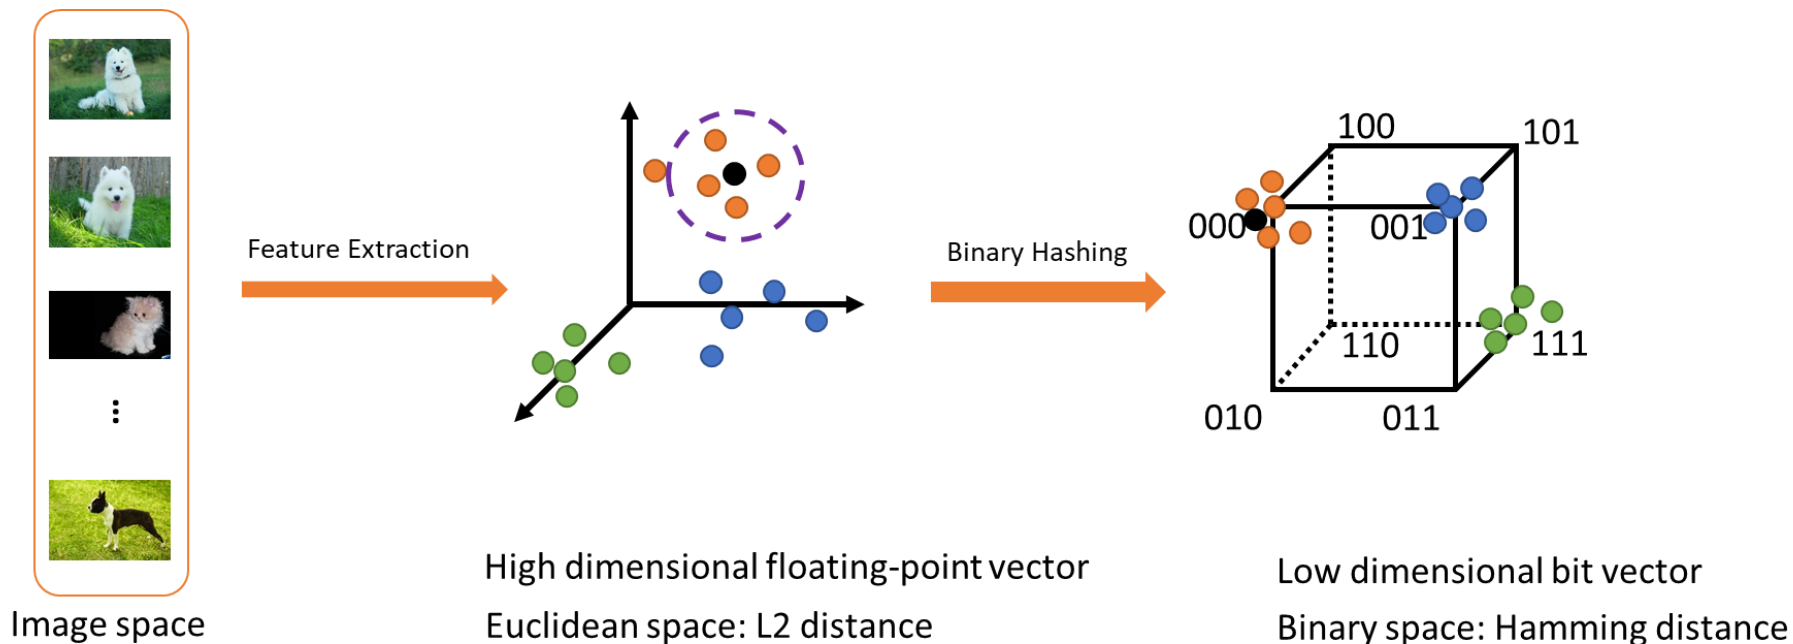 Image space
Feature Extraction
High dimensional floating-point vector
Euclidean space: L2 distance
Binary Hashing
100
101
000
001
110
111
010
011
Low dimensional bit vector
Binary space: Hamming distance